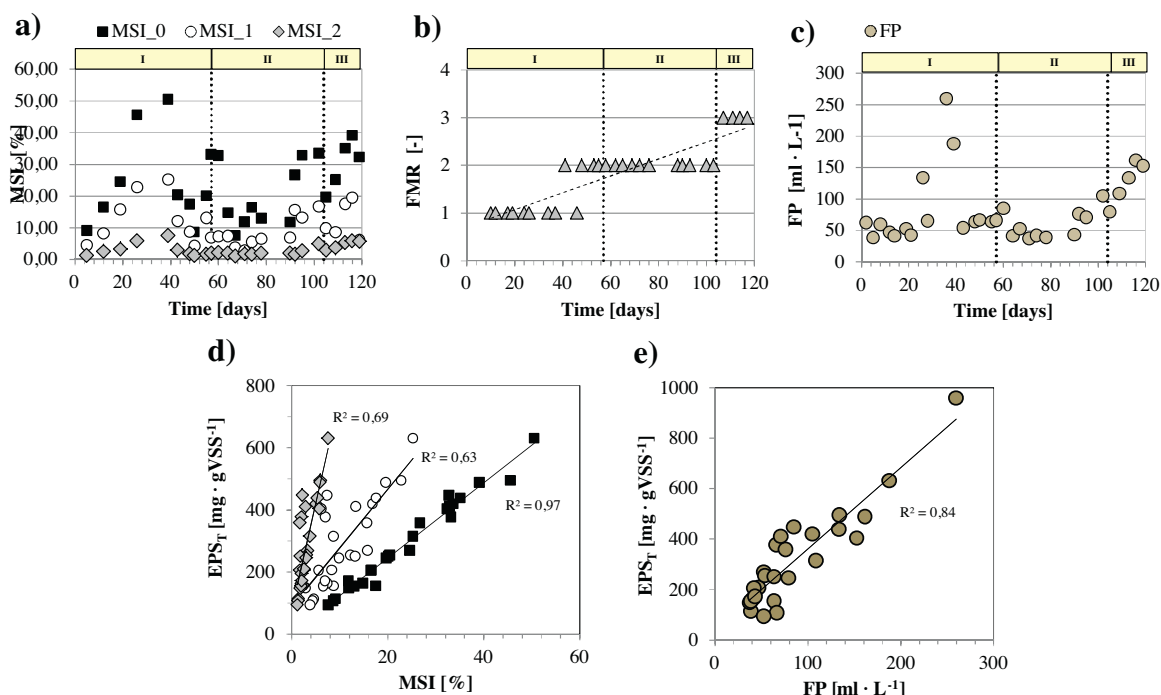 a) ■ MSI_0 ○ MSI_1 ◆ MSI_2
I II III
60,00
50,00
40,00
30,00
20,00
10,00
0,00
MSI [%]
0 20 40 60 80 100 120
Time [days]
b)
I II III
4
3
2
1
0
FMR [-]
0 20 40 60 80 100 120
Time [days]
c) FP
I II III
300
250
200
150
100
50
0
FP [ml · L-1]
0 20 40 60 80 100 120
Time [days]
d)
800
600
400
200
0
EPST [mg · gVSS-1]
R² = 0,69
R² = 0,63
R² = 0,97
0 20 40 60
MSI [%]
e)
1000
800
600
400
200
0
EPST [mg · gVSS-1]
R² = 0,84
0 100 200 300
FP [ml · L-1]